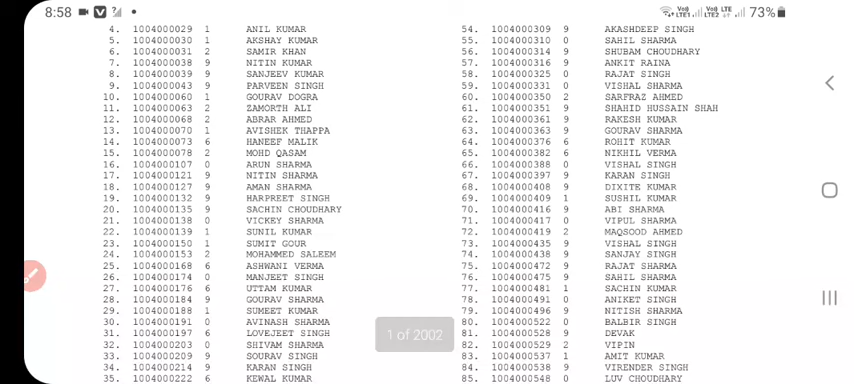 8:58
Vo)) LTE1 Vo)) LTE LTE2 73%
4. 1004000029 1 ANIL KUMAR
5. 1004000030 1 AKSHAY KUMAR
6. 1004000031 2 SAMIR KHAN
7. 1004000038 9 NITIN KUMAR
8. 1004000039 9 SANJEEV KUMAR
9. 1004000043 9 PARVEEN SINGH
10. 1004000060 1 GOURAV DOGRA
11. 1004000063 2 ZAMORTH ALI
12. 1004000068 2 ABRAR AHMED
13. 1004000070 1 AVISHEK THAPPA
14. 1004000073 6 HANEEF MALIK
15. 1004000078 2 MOHD QASAM
16. 1004000107 0 ARUN SHARMA
17. 1004000121 9 NITIN SHARMA
18. 1004000127 9 AMAN SHARMA
19. 1004000132 9 HARPREET SINGH
20. 1004000135 9 SACHIN CHOUDHARY
21. 1004000138 0 VICKEY SHARMA
22. 1004000139 1 SUNIL KUMAR
23. 1004000150 1 SUMIT GOUR
24. 1004000153 2 MOHAMMED SALEEM
25. 1004000168 6 ASHWANI VERMA
26. 1004000174 0 MANJEET SINGH
27. 1004000176 6 UTTAM KUMAR
28. 1004000184 9 GOURAV SHARMA
29. 1004000188 1 SUMEET KUMAR
30. 1004000191 0 AVINASH SHARMA
31. 1004000197 6 LOVEJEET SINGH
32. 1004000203 0 SHIVAM SHARMA
33. 1004000209 9 SOURAV SINGH
34. 1004000214 9 KARAN SINGH
35. 1004000222 6 KEWAL KUMAR
54. 1004000309 9 AKASHDEEP SINGH
55. 1004000310 0 SAHIL SHARMA
56. 1004000314 9 SHUBAM CHOUDHARY
57. 1004000316 9 ANKIT RAINA
58. 1004000325 0 RAJAT SINGH
59. 1004000331 0 VISHAL SHARMA
60. 1004000350 2 SARFRAZ AHMED
61. 1004000351 9 SHAHID HUSSAIN SHAH
62. 1004000361 9 RAKESH KUMAR
63. 1004000363 9 GOURAV SHARMA
64. 1004000376 6 ROHIT KUMAR
65. 1004000382 6 NIKHIL VERMA
66. 1004000388 0 VISHAL SINGH
67. 1004000397 9 KARAN SINGH
68. 1004000408 9 DIXITE KUMAR
69. 1004000409 1 SUSHIL KUMAR
70. 1004000416 9 ABI SHARMA
71. 1004000417 0 VIPUL SHARMA
72. 1004000419 2 MAQSOOD AHMED
73. 1004000435 9 VISHAL SINGH
74. 1004000438 9 SANJAY SINGH
75. 1004000472 9 RAJAT SHARMA
76. 1004000475 9 SAHIL SHARMA
77. 1004000481 1 SACHIN KUMAR
78. 1004000491 0 ANIKET SINGH
79. 1004000496 9 NITISH SHARMA
80. 1004000522 0 BALBIR SINGH
81. 1004000528 9 DEVAK
82. 1004000529 2 VIPIN
83. 1004000537 1 AMIT KUMAR
84. 1004000538 9 VIRENDER SINGH
85. 1004000548 0 LUV CHOUDHARY
1 of 2002